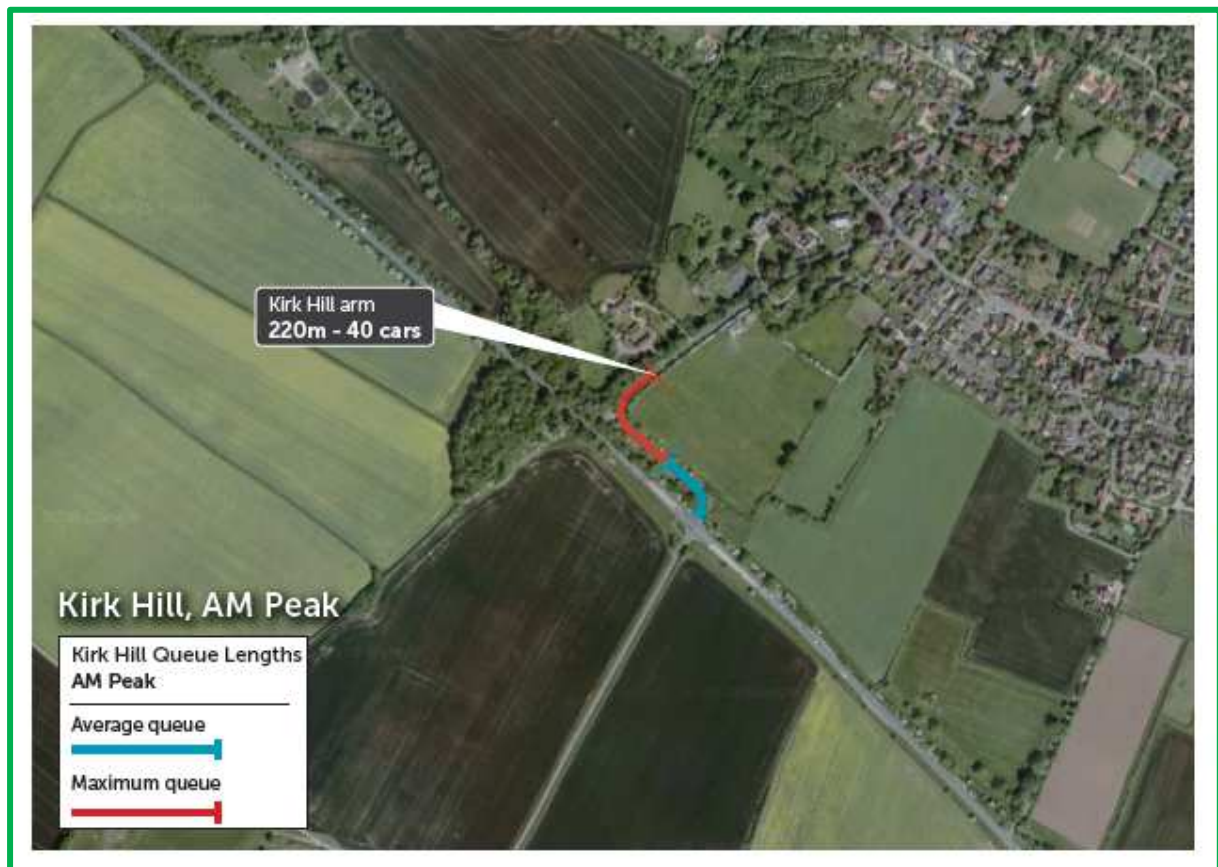 Kirk Hill arm
220m - 40 cars
Kirk Hill, AM Peak
Kirk Hill Queue Lengths
AM Peak
Average queue
Maximum queue